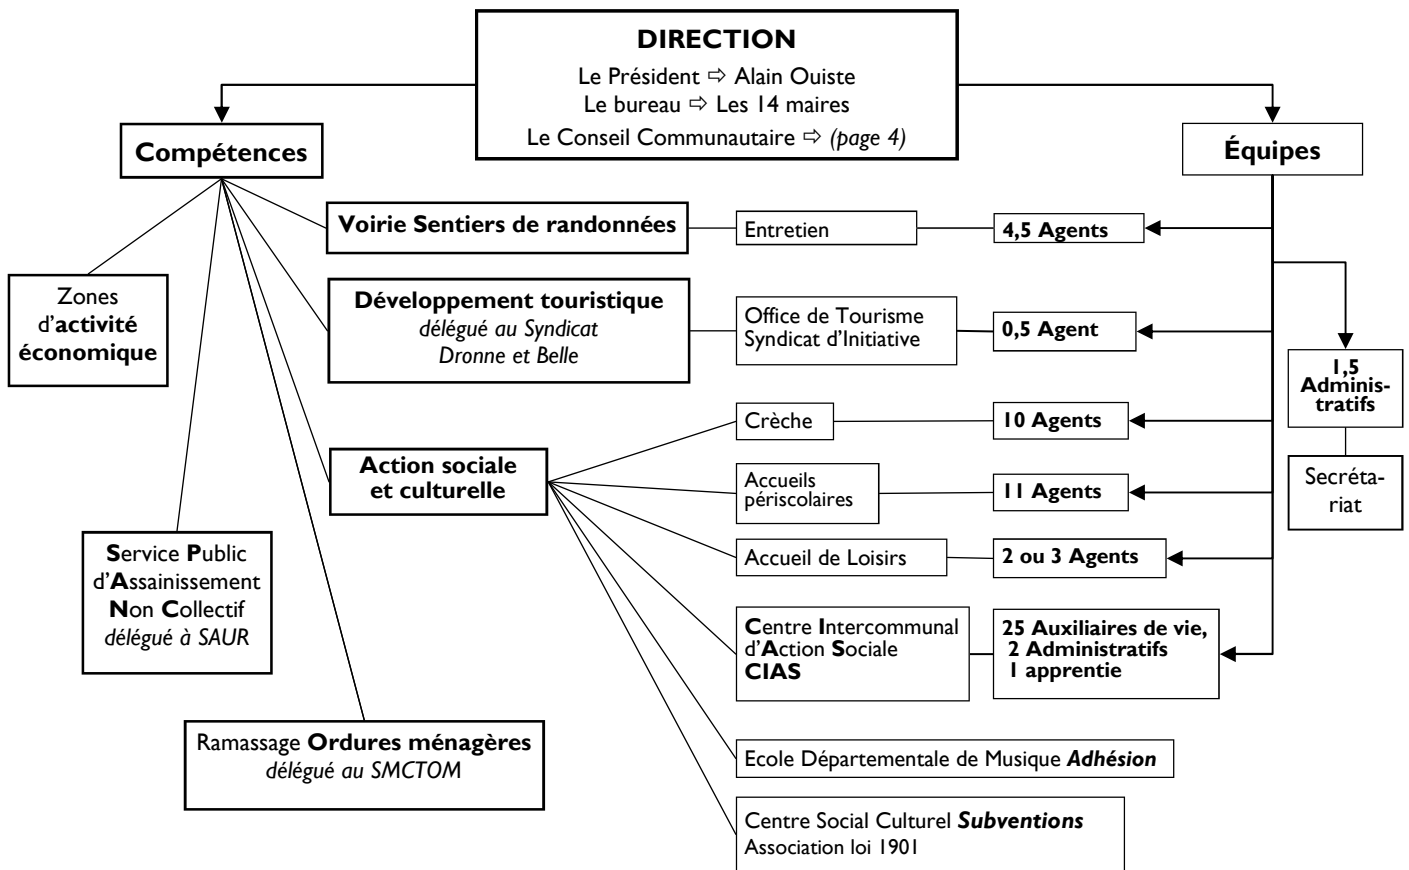 DIRECTION
Le Président ⇨ Alain Ouiste
Le bureau ⇨ Les 14 maires
Le Conseil Communautaire ⇨ (page 4)
Compétences
Équipes
Voirie Sentiers de randonnées
Entretien
4,5 Agents
Zones
d’activité
économique
Développement touristique
délégué au Syndicat
Dronne et Belle
Office de Tourisme
Syndicat d’Initiative
0,5 Agent
1,5
Adminis-
tratifs
Secréta-
riat
Action sociale
et culturelle
Crèche
10 Agents
Accueils
périscolaires
11 Agents
Accueil de Loisirs
2 ou 3 Agents
Service Public
d’Assainissement
Non Collectif
délégué à SAUR
Centre Intercommunal
d’Action Sociale
CIAS
25 Auxiliaires de vie,
2 Administratifs
1 apprentie
Ramassage Ordures ménagères
délégué au SMCTOM
Ecole Départementale de Musique Adhésion
Centre Social Culturel Subventions
Association loi 1901